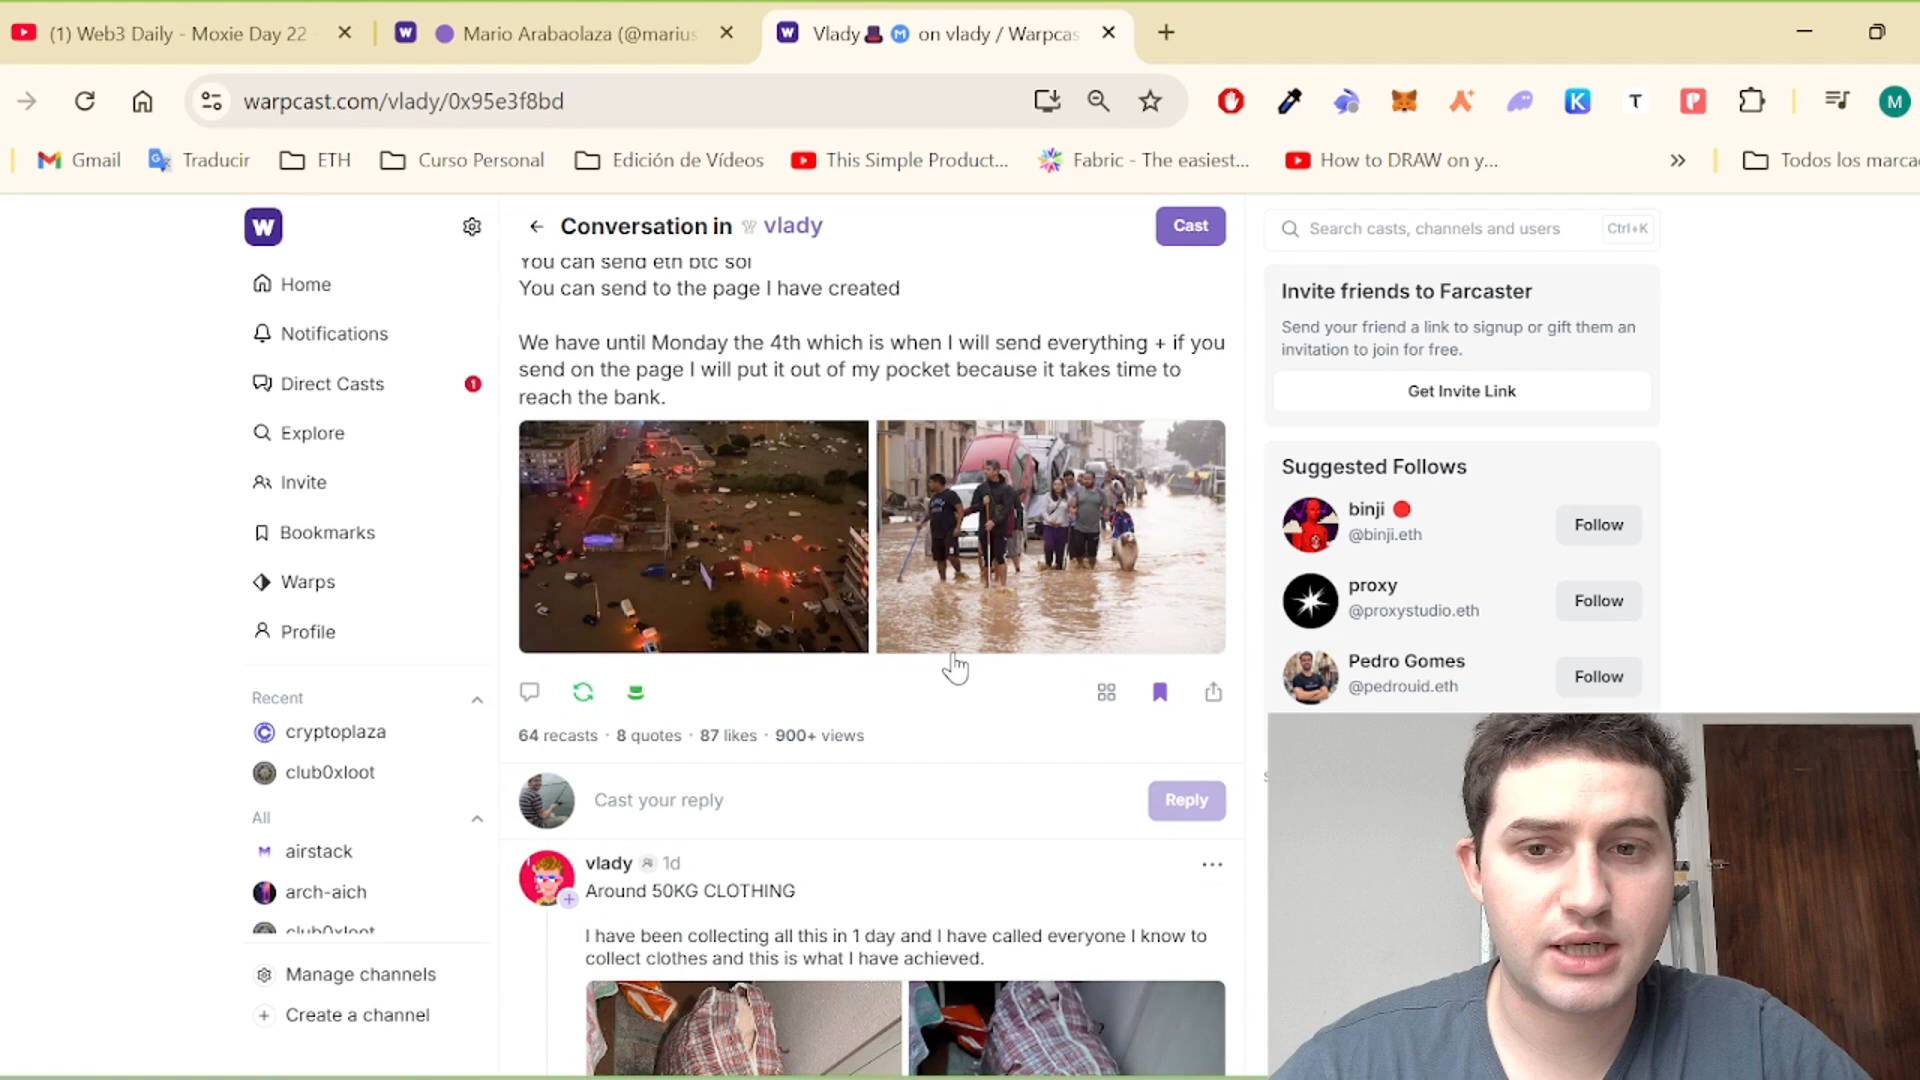 (1) Web3 Daily - Moxie Day 22
Mario Arabaolaza (@marius
Vlady on vlady / Warpcas
warpcast.com/vlady/0x95e3f8bd
T
K
P
M
Gmail
Traducir
ETH
Curso Personal
Edición de Vídeos
This Simple Product...
Fabric - The easiest...
How to DRAW on y...
Todos los marca
W
Home
Notifications
Direct Casts
1
Explore
Invite
Bookmarks
Warps
Profile
Recent
cryptoplaza
club0xloot
All
airstack
arch-aich
club0xloot
Manage channels
Create a channel
Conversation in vlady
Cast
You can send eth btc sol
You can send to the page I have created
We have until Monday the 4th which is when I will send everything + if you
send on the page I will put it out of my pocket because it takes time to
reach the bank.
64 recasts · 8 quotes · 87 likes · 900+ views
Cast your reply
Reply
vlady 1d
Around 50KG CLOTHING
I have been collecting all this in 1 day and I have called everyone I know to
collect clothes and this is what I have achieved.
Search casts, channels and users
Ctrl+K
Invite friends to Farcaster
Send your friend a link to signup or gift them an
invitation to join for free.
Get Invite Link
Suggested Follows
binji
@binji.eth
Follow
proxy
@proxystudio.eth
Follow
Pedro Gomes
@pedrouid.eth
Follow